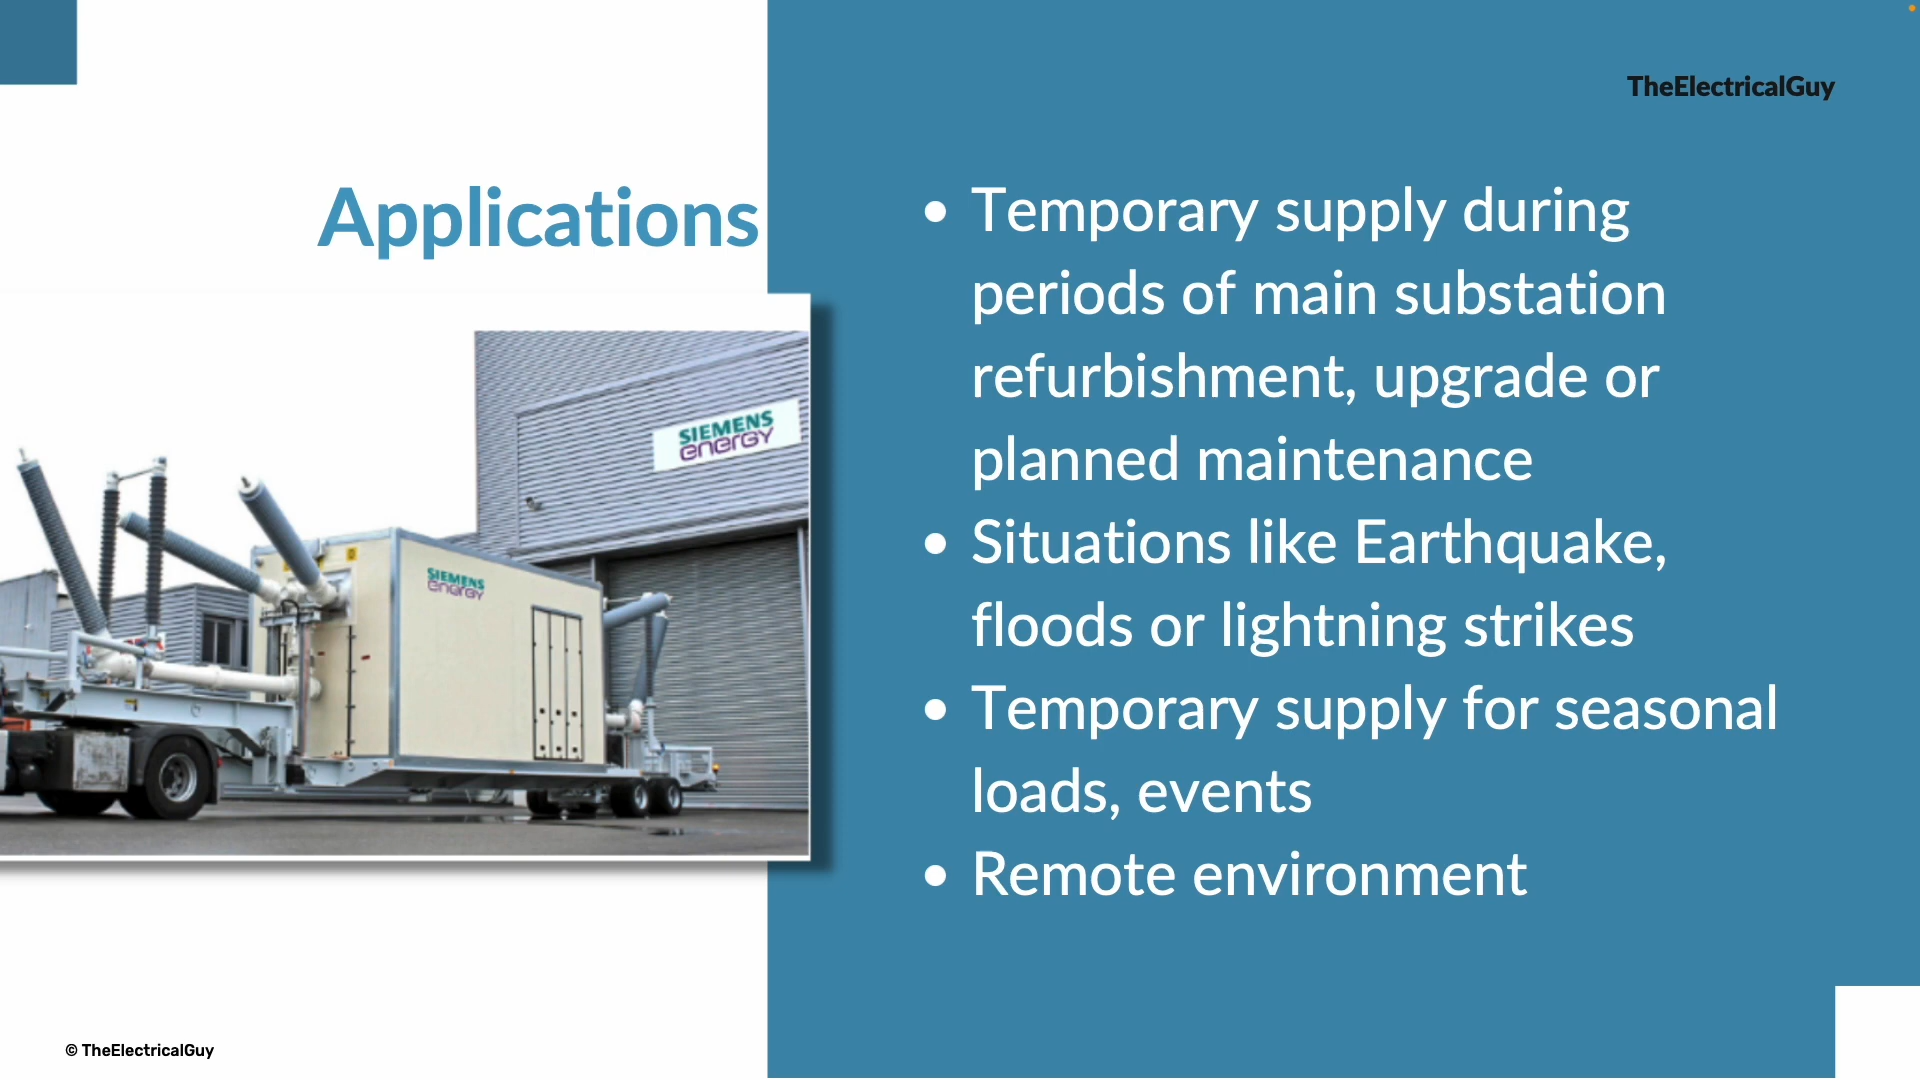 TheElectricalGuy
Applications
SIEMENS
energy
SIEMENS
energy
• Temporary supply during
periods of main substation
refurbishment, upgrade or
planned maintenance
• Situations like Earthquake,
floods or lightning strikes
• Temporary supply for seasonal
loads, events
• Remote environment
© TheElectricalGuy